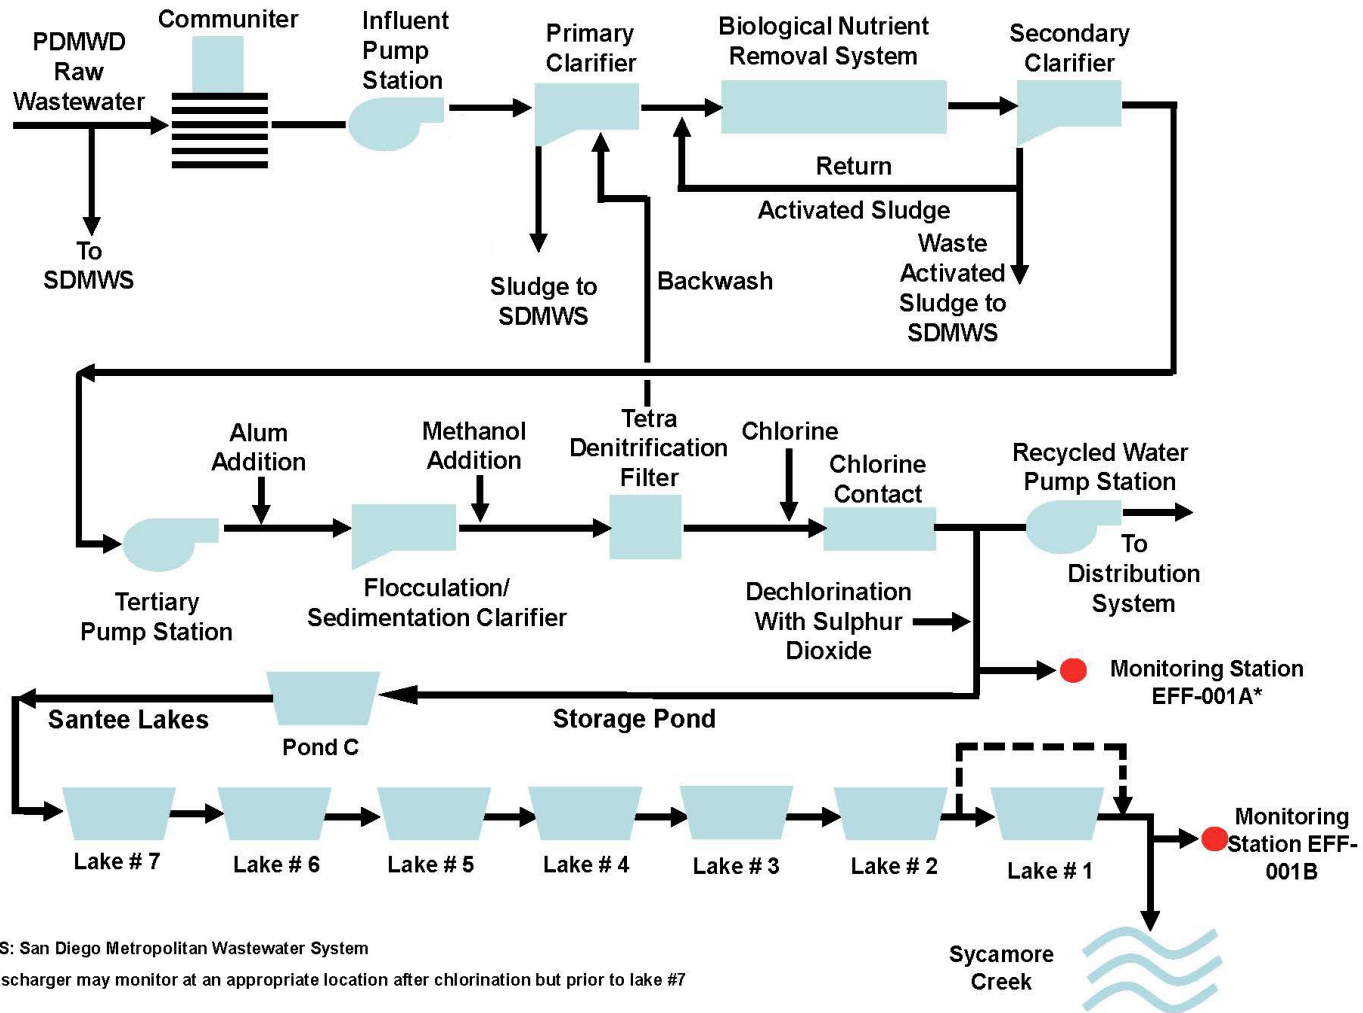 PDMWD
Raw
Wastewater
Communiter
Influent
Pump
Station
Primary
Clarifier
Biological Nutrient
Removal System
Secondary
Clarifier
To
SDMWS
Sludge to
SDMWS
Backwash
Return
Activated Sludge
Waste
Activated
Sludge to
SDMWS
Alum
Addition
Methanol
Addition
Tetra
Denitrification
Filter
Chlorine
Chlorine
Contact
Recycled Water
Pump Station
To
Distribution
System
Tertiary
Pump Station
Flocculation/
Sedimentation Clarifier
Dechlorination
With Sulphur
Dioxide
Monitoring Station
EFF-001A*
Santee Lakes
Pond C
Storage Pond
Lake # 7
Lake # 6
Lake # 5
Lake # 4
Lake # 3
Lake # 2
Lake # 1
Monitoring
Station EFF-
001B
Sycamore
Creek
S: San Diego Metropolitan Wastewater System
scharger may monitor at an appropriate location after chlorination but prior to lake #7